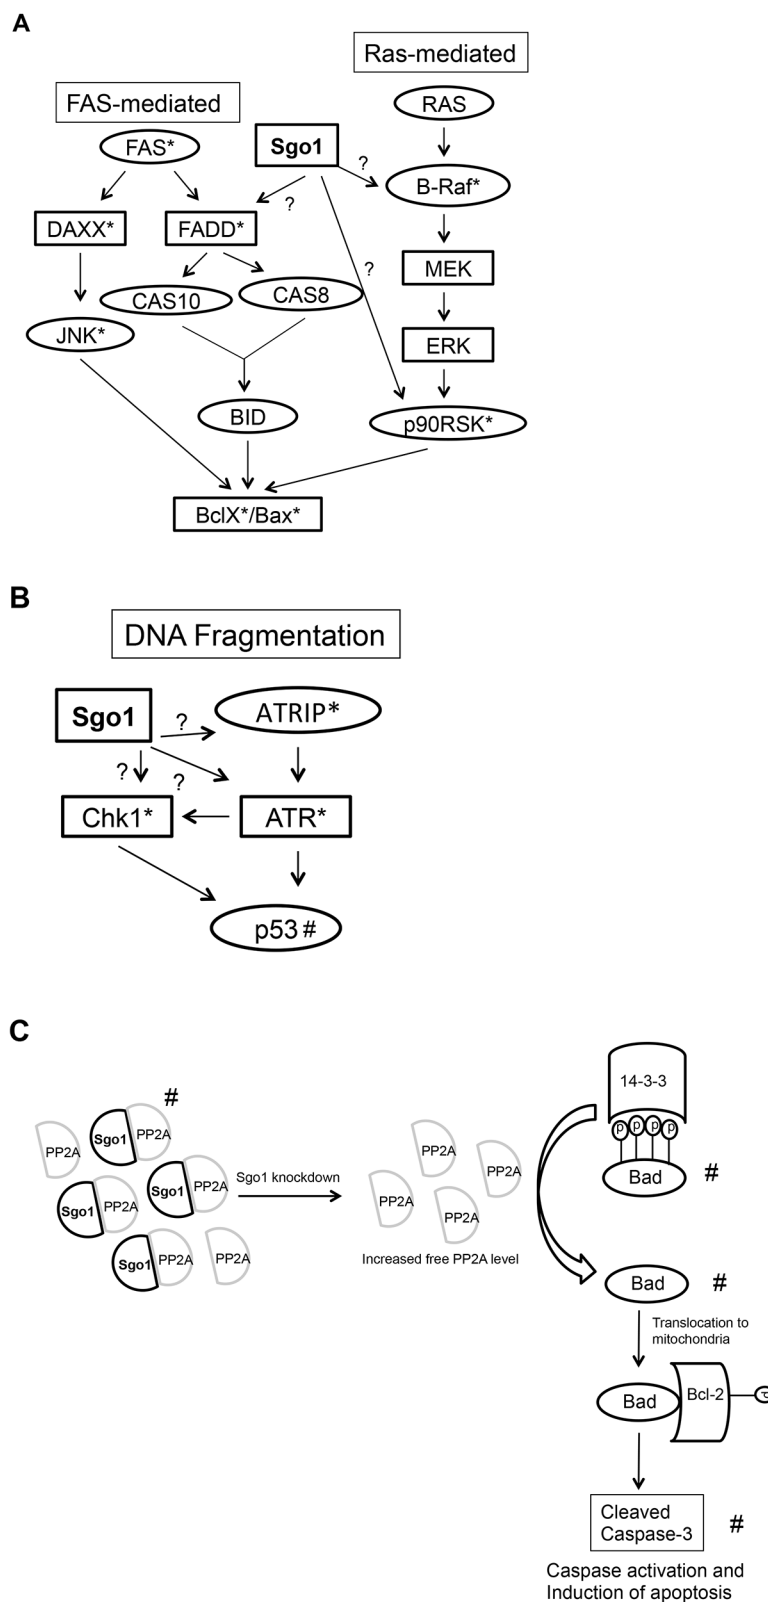 A
Ras-mediated
FAS-mediated
RAS
FAS*
Sgo1
?
B-Raf*
?
DAXX*
FADD*
?
MEK
CAS10
CAS8
JNK*
ERK
BID
p90RSK*
BclX*/Bax*
B
DNA Fragmentation
Sgo1
?
ATRIP*
?
?
Chk1*
ATR*
p53 #
C
14-3-3
#
Sgo1
PP2A
PP2A
p
p
p
p
Bad
#
Sgo1
PP2A
Sgo1 knockdown
Sgo1
PP2A
Sgo1
PP2A
PP2A
PP2A
PP2A
PP2A
PP2A
Increased free PP2A level
Bad
#
Translocation to
mitochondria
Bad
Bcl-2
p
Cleaved
Caspase-3
#
Caspase activation and
Induction of apoptosis